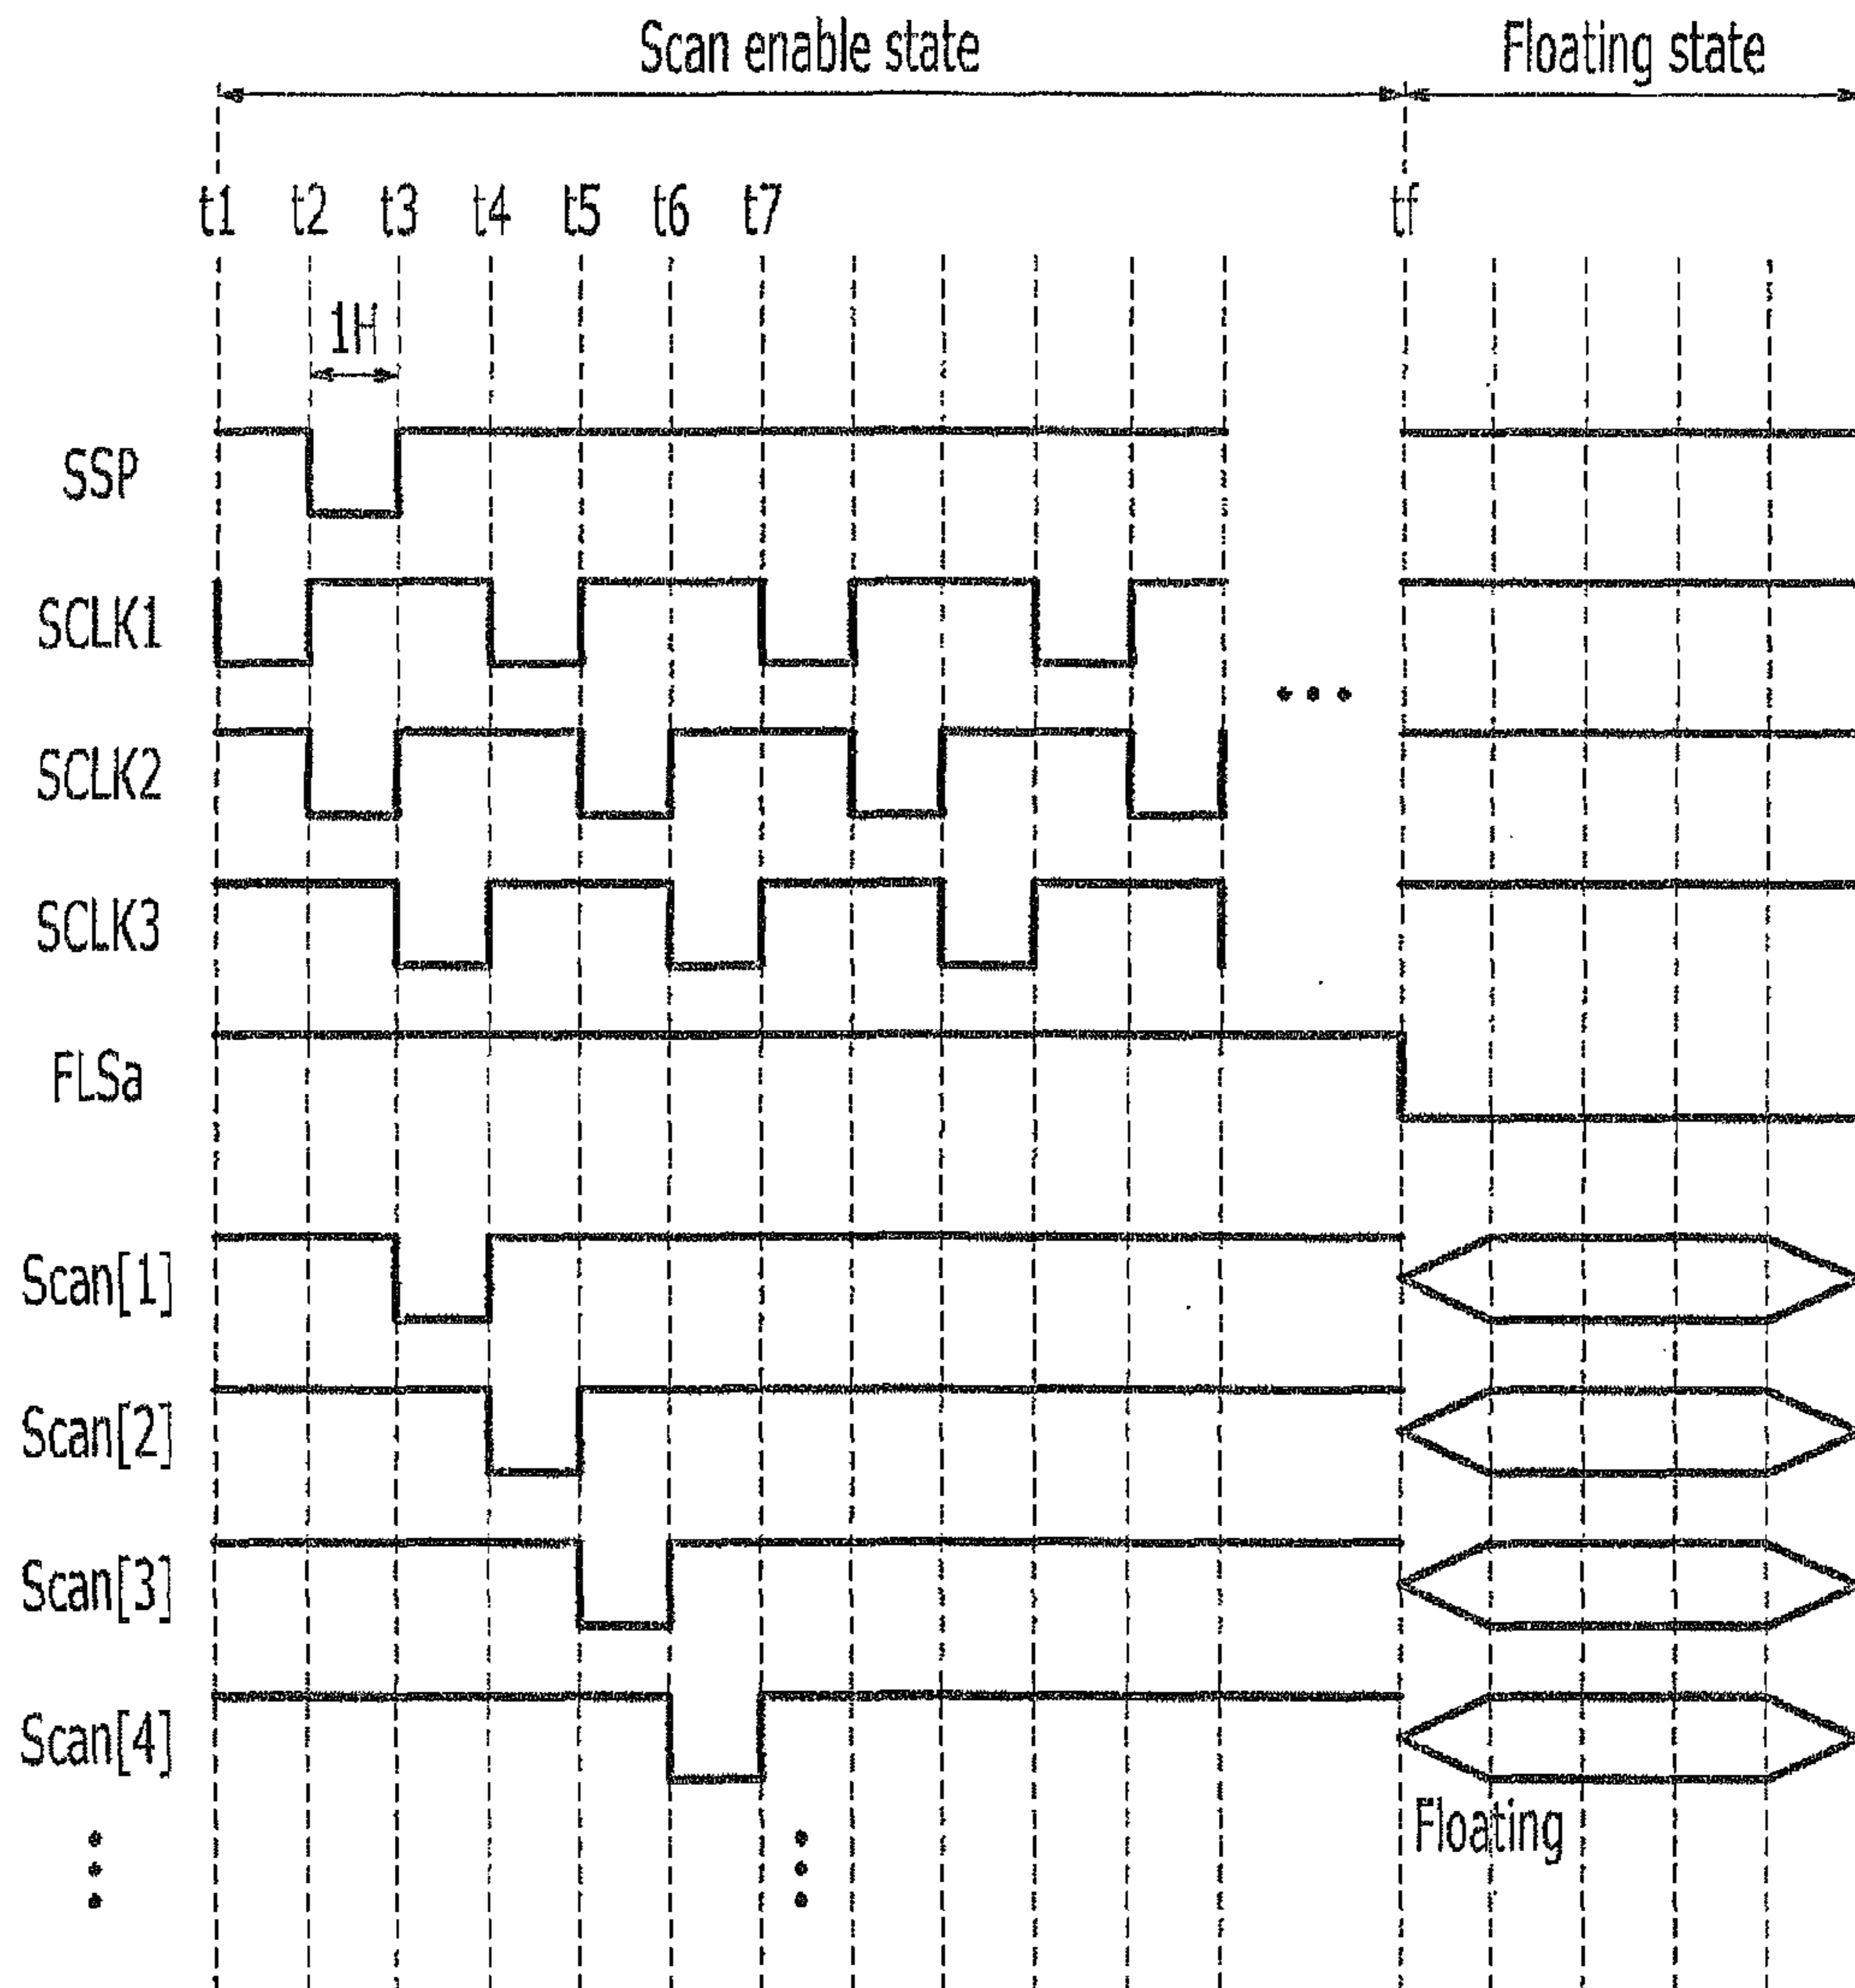 Scan enable state
Floating state
t1 t2 t3 t4 t5 t6 t7 tf
1H
SSP
SCLK1
SCLK2
SCLK3
FLSa
Scan[1]
Scan[2]
Scan[3]
Scan[4]
Floating